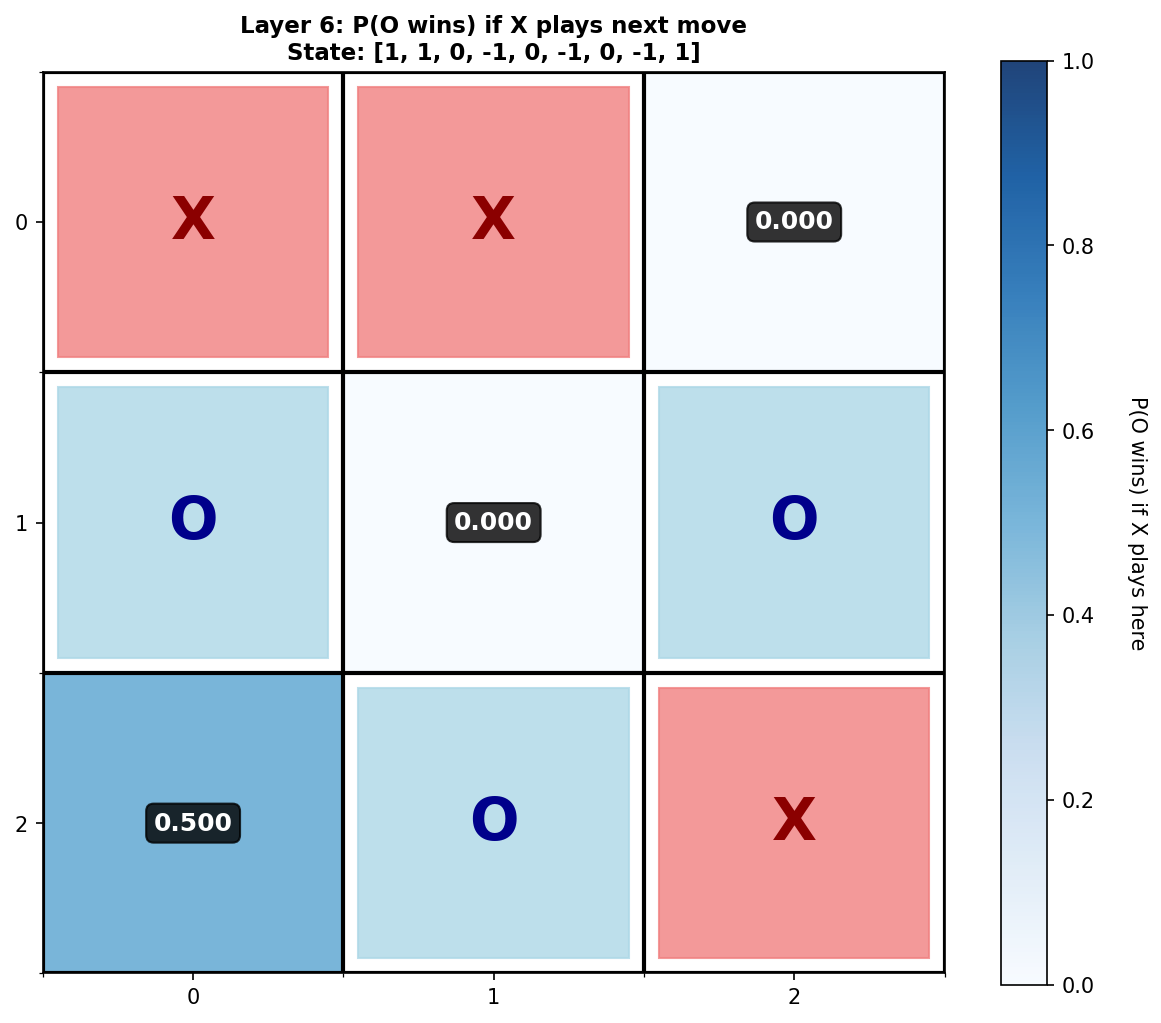 Layer 6: P(O wins) if X plays next move
State: [1, 1, 0, -1, 0, -1, 0, -1, 1]
0
X
X
0.000
1
O
0.000
O
2
0.500
O
X
0
1
2
1.0
0.8
0.6
0.4
0.2
0.0
P(O wins) if X plays here